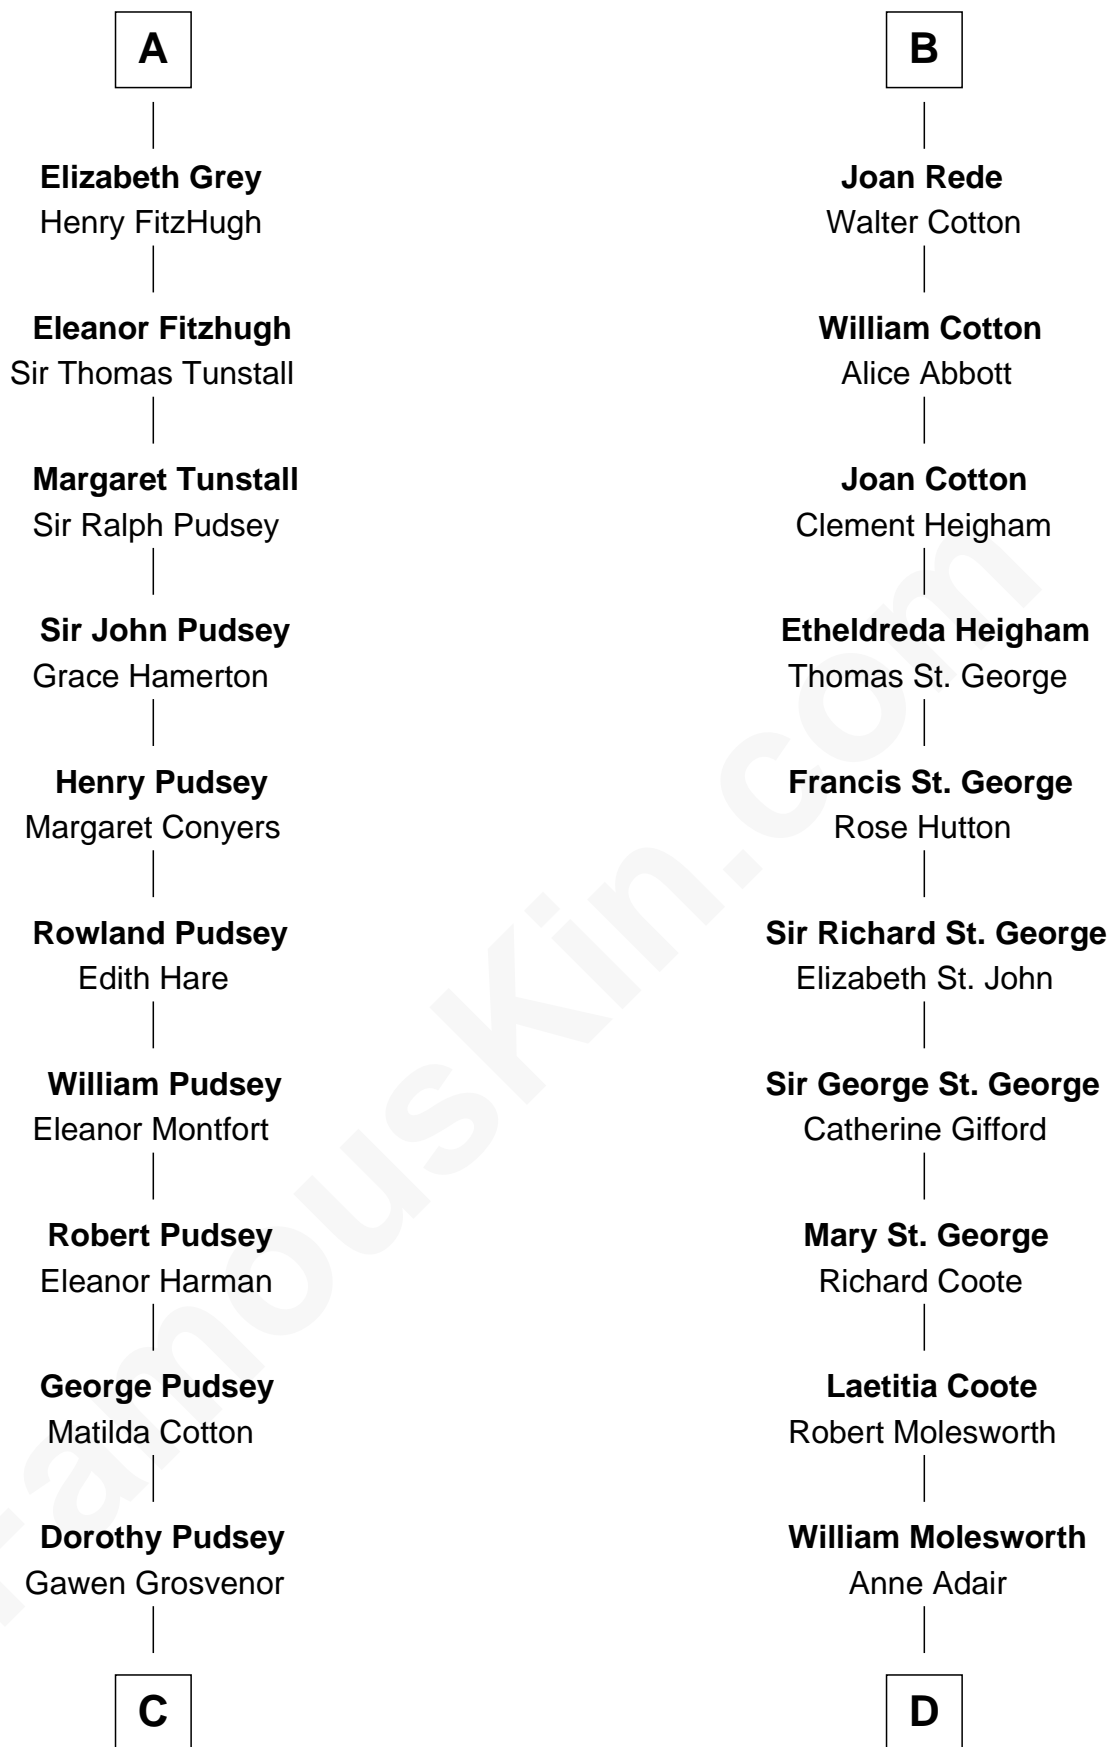 A
Elizabeth Grey
Henry FitzHugh
Eleanor Fitzhugh
Sir Thomas Tunstall
Margaret Tunstall
Sir Ralph Pudsey
Sir John Pudsey
Grace Hamerton
Henry Pudsey
Margaret Conyers
Rowland Pudsey
Edith Hare
William Pudsey
Eleanor Montfort
Robert Pudsey
Eleanor Harman
George Pudsey
Matilda Cotton
Dorothy Pudsey
Gawen Grosvenor
C
B
Joan Rede
Walter Cotton
William Cotton
Alice Abbott
Joan Cotton
Clement Heigham
Etheldreda Heigham
Thomas St. George
Francis St. George
Rose Hutton
Sir Richard St. George
Elizabeth St. John
Sir George St. George
Catherine Gifford
Mary St. George
Richard Coote
Laetitia Coote
Robert Molesworth
William Molesworth
Anne Adair
D
FamousKin.com